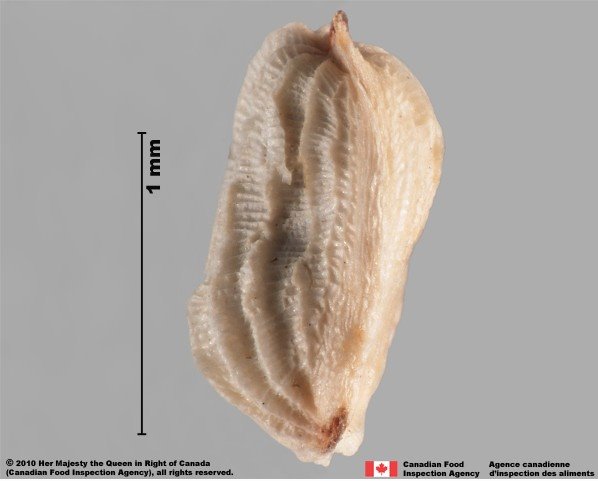 1 mm
© 2010 Her Majesty the Queen in Right of Canada
(Canadian Food Inspection Agency), all rights reserved.
Canadian Food
Inspection Agency
Agence canadienne
d'inspection des aliments